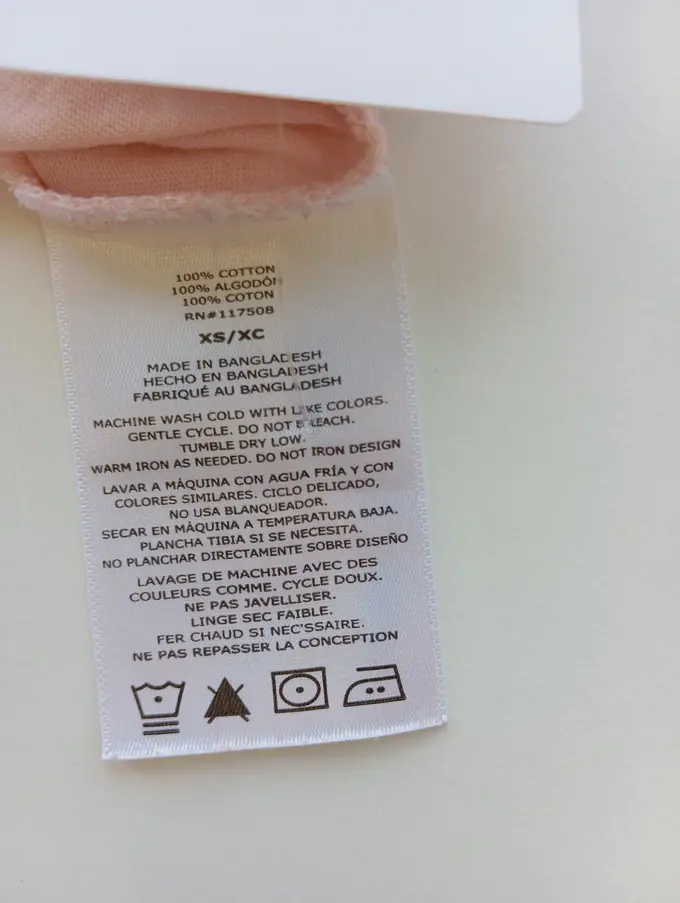 100% COTTON
100% ALGODÓN
100% COTON
RN#117508
XS/XC
MADE IN BANGLADESH
HECHO EN BANGLADESH
FABRIQUÉ AU BANGLADESH
MACHINE WASH COLD WITH LIKE COLORS.
GENTLE CYCLE. DO NOT BLEACH.
TUMBLE DRY LOW.
WARM IRON AS NEEDED. DO NOT IRON DESIGN
LAVAR A MÁQUINA CON AGUA FRÍA Y CON
COLORES SIMILARES. CICLO DELICADO,
NO USA BLANQUEADOR.
SECAR EN MÁQUINA A TEMPERATURA BAJA.
PLANCHA TIBIA SI SE NECESITA.
NO PLANCHAR DIRECTAMENTE SOBRE DISEÑO
LAVAGE DE MACHINE AVEC DES
COULEURS COMME. CYCLE DOUX.
NE PAS JAVELLISER.
LINGE SEC FAIBLE.
FER CHAUD SI NEC'SSAIRE.
NE PAS REPASSER LA CONCEPTION